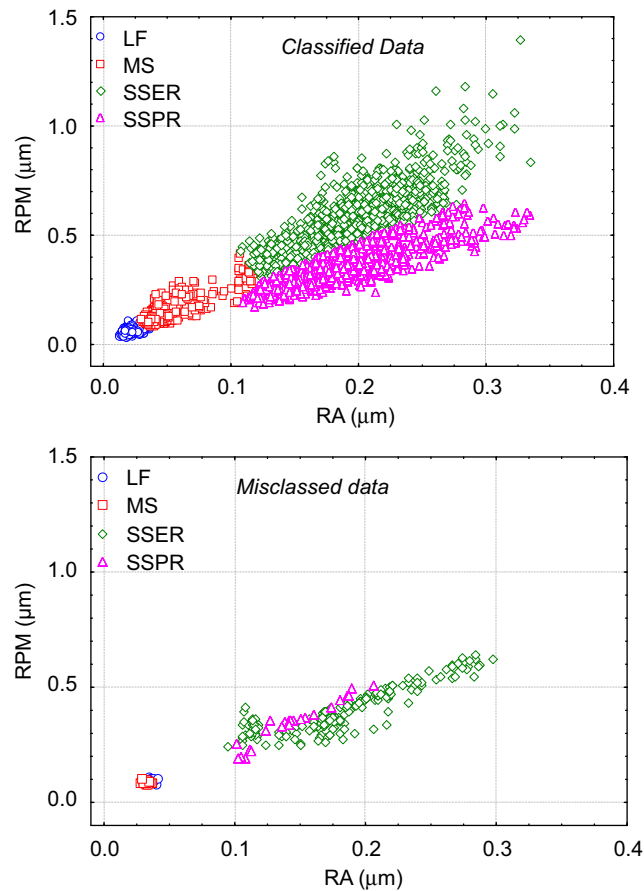 1.5
LF
MS
SSER
SSPR
Classified Data
1.0
0.5
0.0
RPM (μm)
0.0
0.1
0.2
0.3
0.4
RA (μm)
1.5
LF
MS
SSER
SSPR
Misclassed data
1.0
0.5
0.0
RPM (μm)
0.0
0.1
0.2
0.3
0.4
RA (μm)